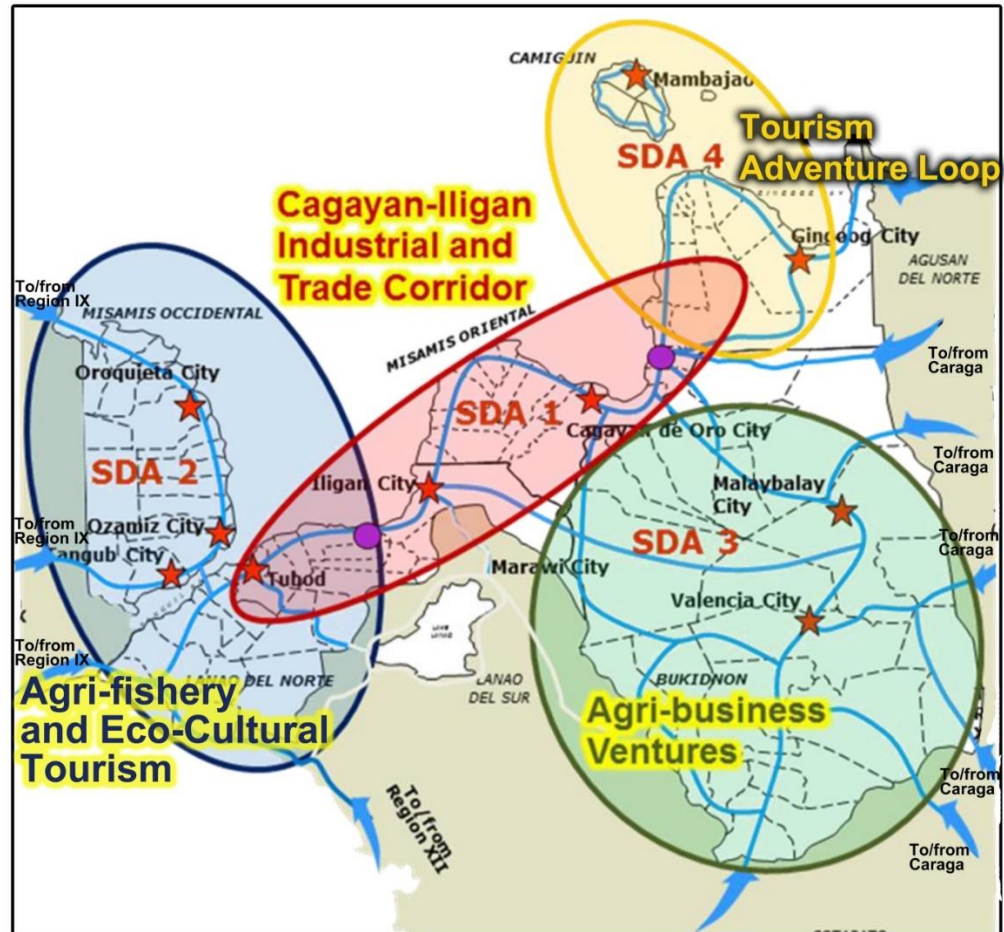 CAMIGUIN
Mambajao
SDA 4
Tourism
Adventure Loop
Gingoog City
AGUSAN
DEL NORTE
Cagayan-Iligan
Industrial and
Trade Corridor
To/from
Region IX
MISAMIS OCCIDENTAL
MISAMIS ORIENTAL
To/from
Caraga
Oroquieta City
SDA 1
Cagayan de Oro City
To/from
Caraga
SDA 2
Iligan City
Malaybalay
City
To/from
Region IX
Ozamiz City
SDA 3
To/from
Caraga
Tangub City
Tubod
Marawi City
Valencia City
To/from
Region IX
LANAO DEL NORTE
LANAO
DEL SUR
BUKIDNON
Agri-fishery
and Eco-Cultural
Tourism
Agri-business
Ventures
To/from
Region XII
To/from
Caraga
To/from
Caraga